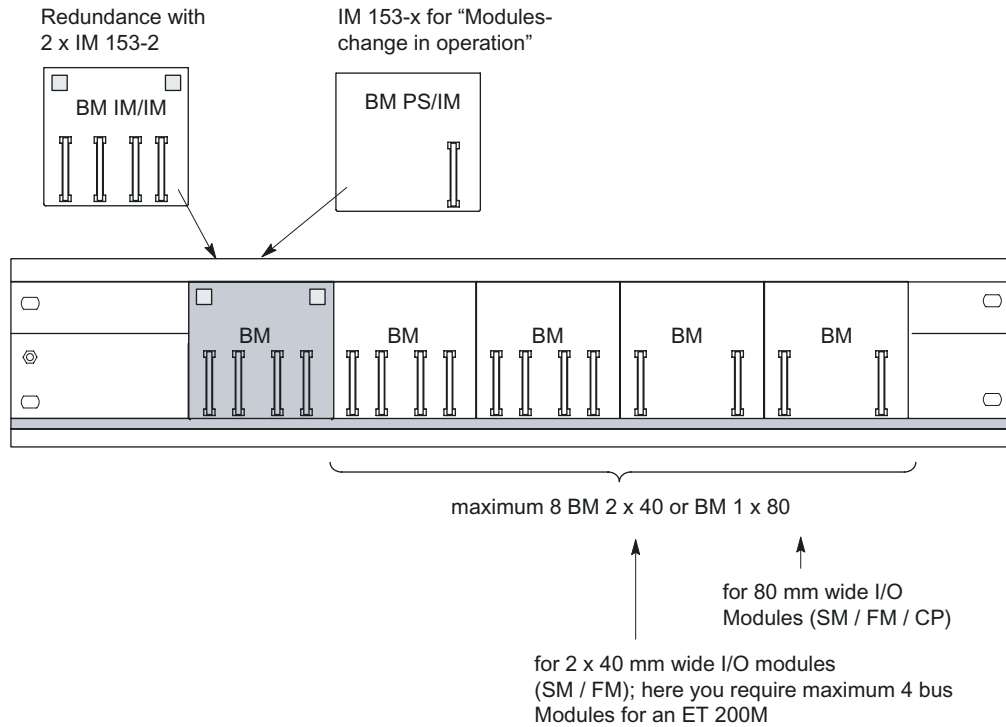 Redundance with
2 x IM 153-2
IM 153-x for “Modules-
change in operation”
BM IM/IM
BM PS/IM
BM
BM
BM
BM
BM
maximum 8 BM 2 x 40 or BM 1 x 80
for 80 mm wide I/O
Modules (SM / FM / CP)
for 2 x 40 mm wide I/O modules
(SM / FM); here you require maximum 4 bus
Modules for an ET 200M